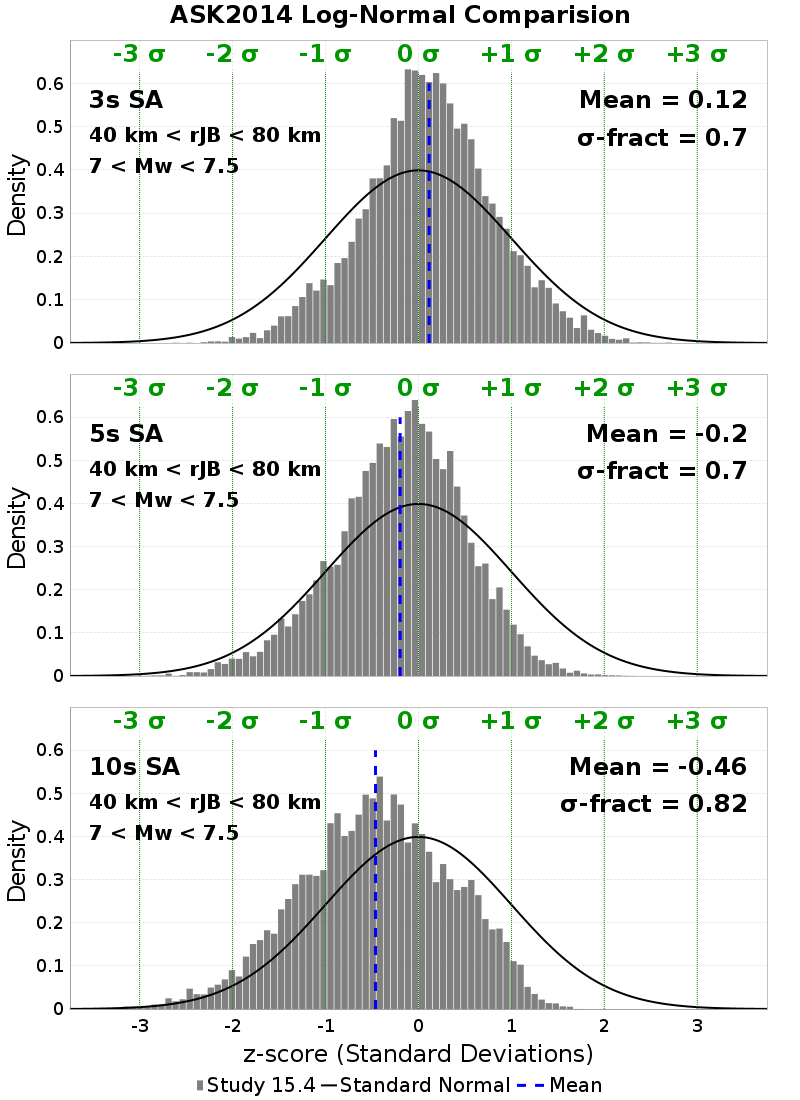 ASK2014 Log-Normal Comparision
-3 σ -2 σ -1 σ 0 σ +1 σ +2 σ +3 σ
0.6
3s SA
Mean = 0.12
0.5
40 km < rJB < 80 km
σ-fract = 0.7
7 < Mw < 7.5
0.4
0.3
0.2
0.1
0
Density
-3 σ -2 σ -1 σ 0 σ +1 σ +2 σ +3 σ
0.6
5s SA
Mean = -0.2
0.5
40 km < rJB < 80 km
σ-fract = 0.7
7 < Mw < 7.5
0.4
0.3
0.2
0.1
0
Density
-3 σ -2 σ -1 σ 0 σ +1 σ +2 σ +3 σ
0.6
10s SA
Mean = -0.46
0.5
40 km < rJB < 80 km
σ-fract = 0.82
7 < Mw < 7.5
0.4
0.3
0.2
0.1
0
Density
-3 -2 -1 0 1 2 3
z-score (Standard Deviations)
Study 15.4 Standard Normal Mean